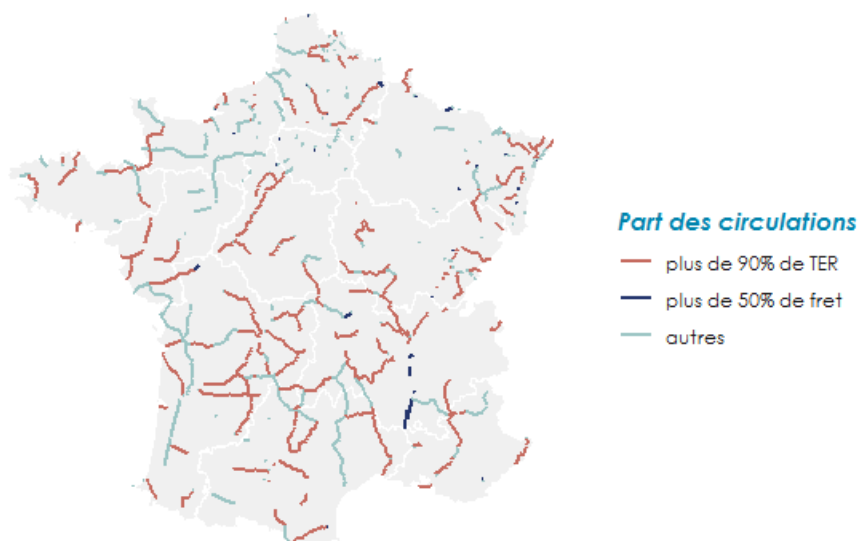 Part des circulations
plus de 90% de TER
plus de 50% de fret
autres